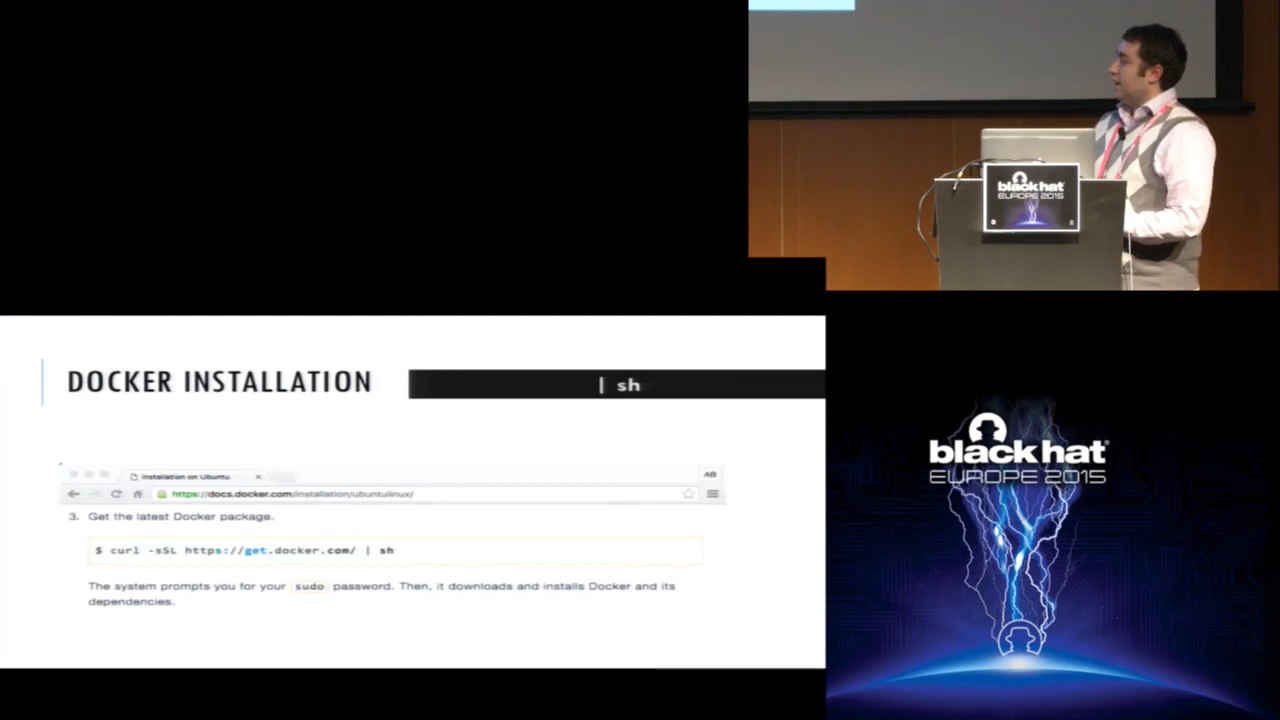 black hat
EUROPE 2015
DOCKER INSTALLATION
| sh
Installation on Ubuntu
AB
https://docs.docker.com/installation/ubuntulinux/
3. Get the latest Docker package.
$ curl -sSL https://get.docker.com/ | sh
The system prompts you for your sudo password. Then, it downloads and installs Docker and its
dependencies.
black hat
EUROPE 2015